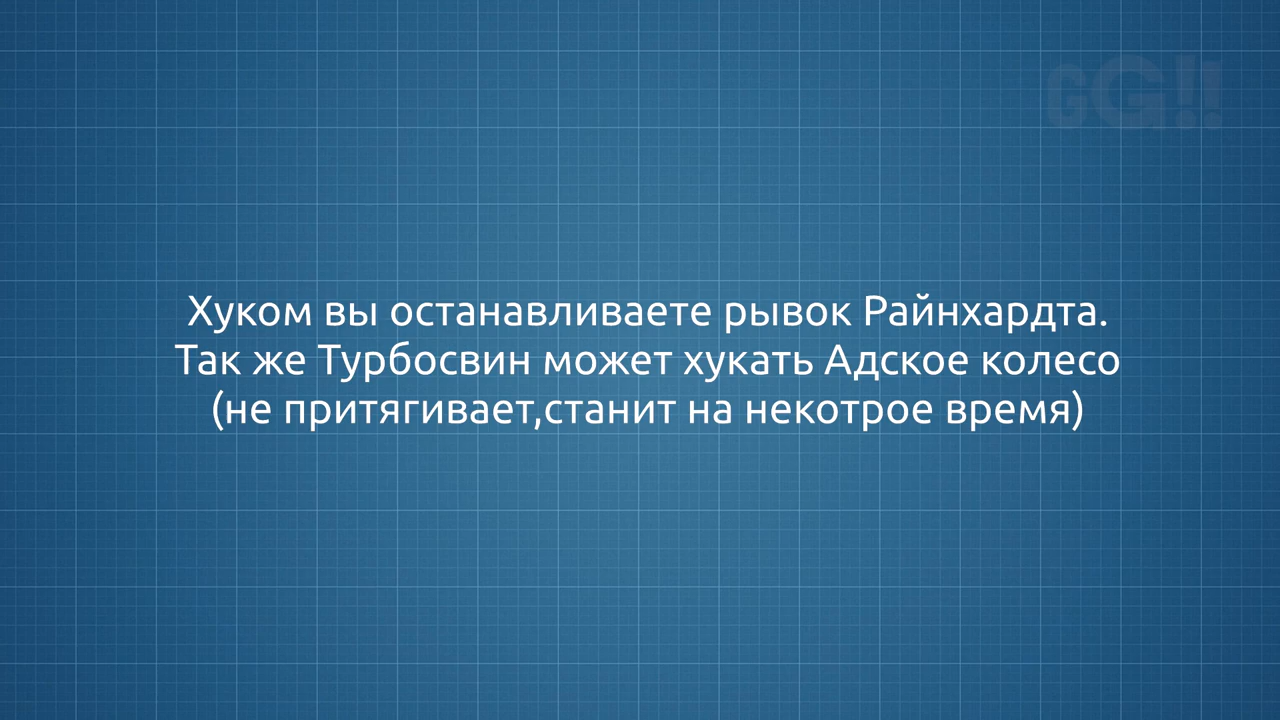 GG!!
Хуком вы останавливаете рывок Райнхардта.
Так же Турбосвин может хукать Адское колесо
(не притягивает,станит на некотрое время)